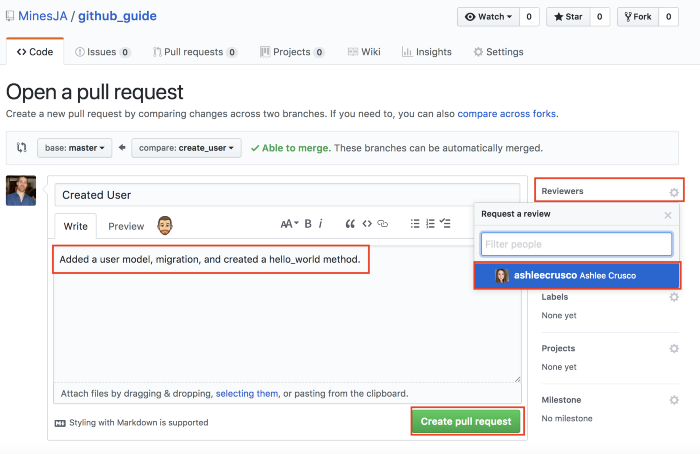 MinesJA / github_guide
Watch 0 Star 0 Fork 0
Code Issues 0 Pull requests 0 Projects 0 Wiki Insights Settings
Open a pull request
Create a new pull request by comparing changes across two branches. If you need to, you can also compare across forks.
base: master compare: create_user Able to merge. These branches can be automatically merged.
Created User
Write Preview AA B i
Added a user model, migration, and created a hello_world method.
Attach files by dragging & dropping, selecting them, or pasting from the clipboard.
Styling with Markdown is supported
Create pull request
Reviewers
Request a review
Filter people
ashleecrusco Ashlee Crusco
Labels
None yet
Projects
None yet
Milestone
No milestone